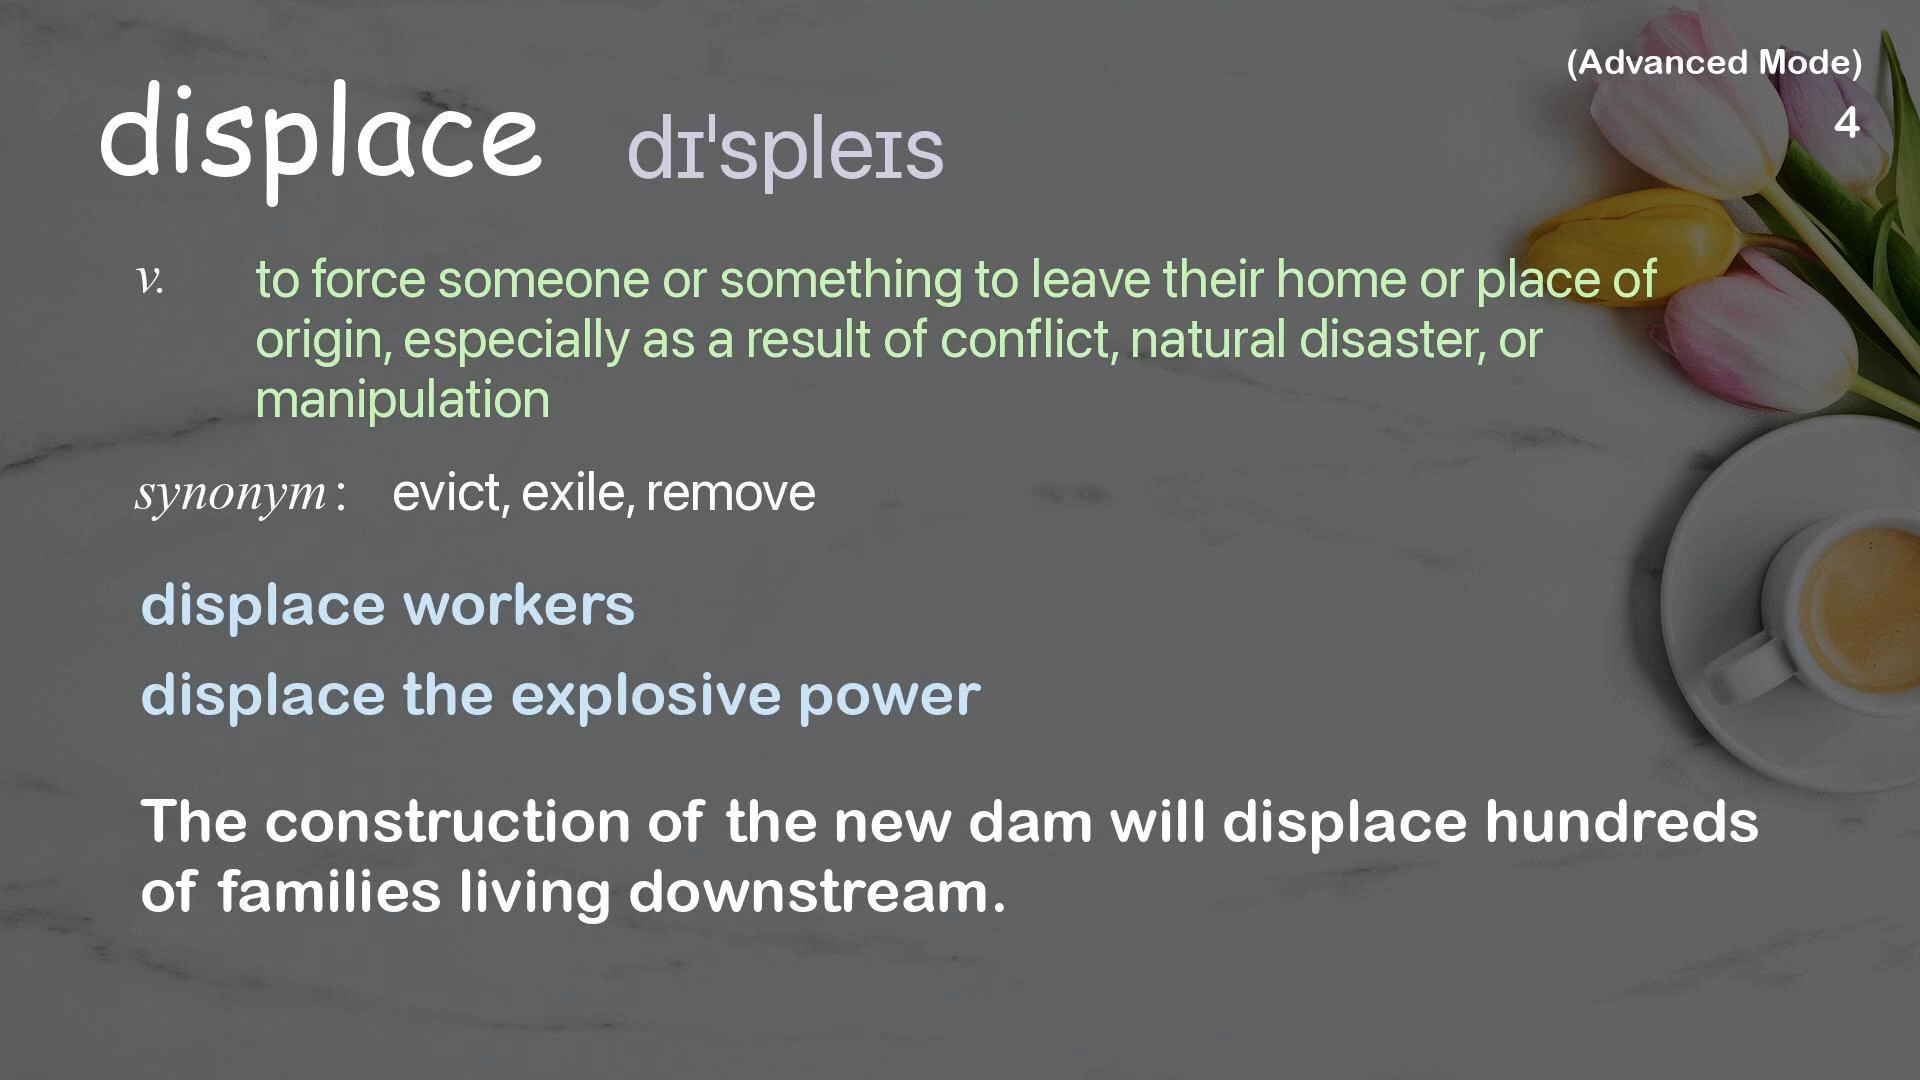 (Advanced Mode)
displace dɪˈspleɪs
4
v. to force someone or something to leave their home or place of
origin, especially as a result of conflict, natural disaster, or
manipulation
synonym : evict, exile, remove
displace workers
displace the explosive power
The construction of the new dam will displace hundreds
of families living downstream.